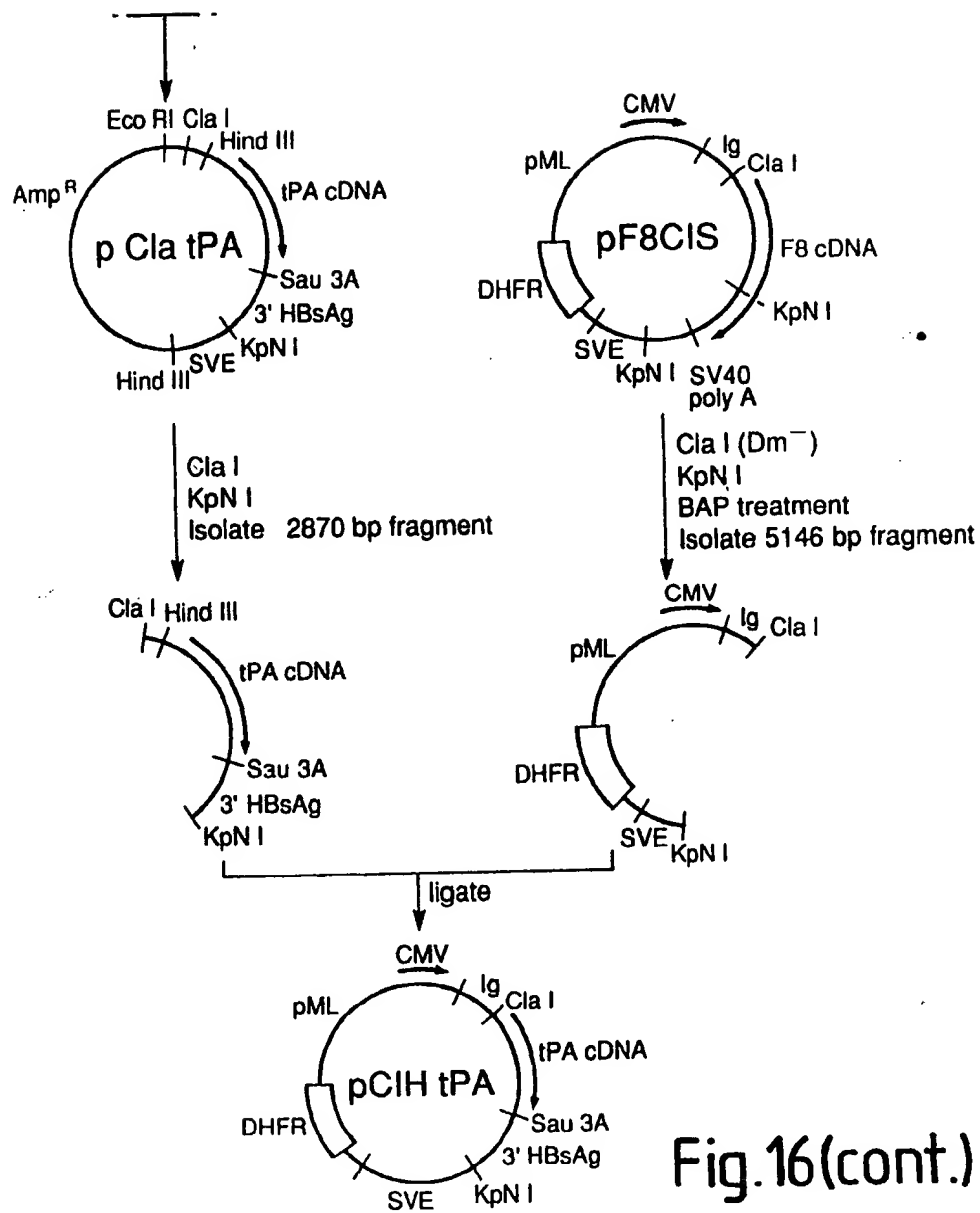 Eco RI Cla I
Hind III
Amp R
tPA cDNA
p Cla tPA
Sau 3A
3' HBsAg
KpN I
SVE
Hind III
CMV
Ig
Cla I
pML
pF8CIS
F8 cDNA
DHFR
KpN I
SVE
KpN I
SV40
poly A
Cla I
KpN I
Isolate 2870 bp fragment
Cla I (Dm–)
KpN I
BAP treatment
Isolate 5146 bp fragment
Cla I Hind III
tPA cDNA
Sau 3A
3' HBsAg
KpN I
CMV
Ig
Cla I
pML
DHFR
SVE
KpN I
ligate
CMV
Ig
Cla I
pML
tPA cDNA
pCIH tPA
DHFR
Sau 3A
3' HBsAg
KpN I
SVE
Fig.16(cont.)